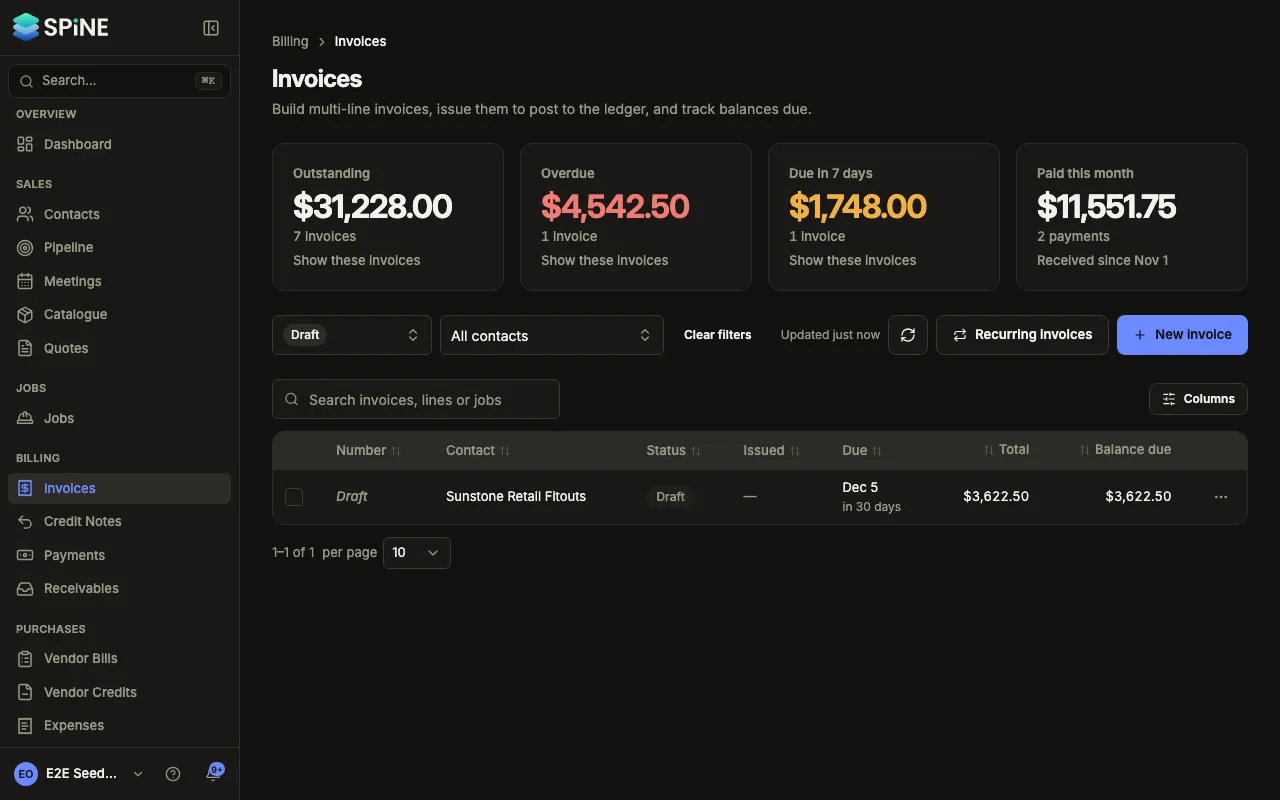 SPiNE
Search...
⌘K
OVERVIEW
Dashboard
SALES
Contacts
Pipeline
Meetings
Catalogue
Quotes
JOBS
Jobs
BILLING
Invoices
Credit Notes
Payments
Receivables
PURCHASES
Vendor Bills
Vendor Credits
Expenses
EO
E2E Seed...
9+
Billing > Invoices
Invoices
Build multi-line invoices, issue them to post to the ledger, and track balances due.
Outstanding
$31,228.00
7 invoices
Show these invoices
Overdue
$4,542.50
1 invoice
Show these invoices
Due in 7 days
$1,748.00
1 invoice
Show these invoices
Paid this month
$11,551.75
2 payments
Received since Nov 1
Draft
All contacts
Clear filters
Updated just now
Recurring invoices
+ New invoice
Search invoices, lines or jobs
Columns
Number Contact Status Issued Due Total Balance due
Draft Sunstone Retail Fitouts Draft — Dec 5 $3,622.50 $3,622.50 ...
in 30 days
1–1 of 1 per page 10